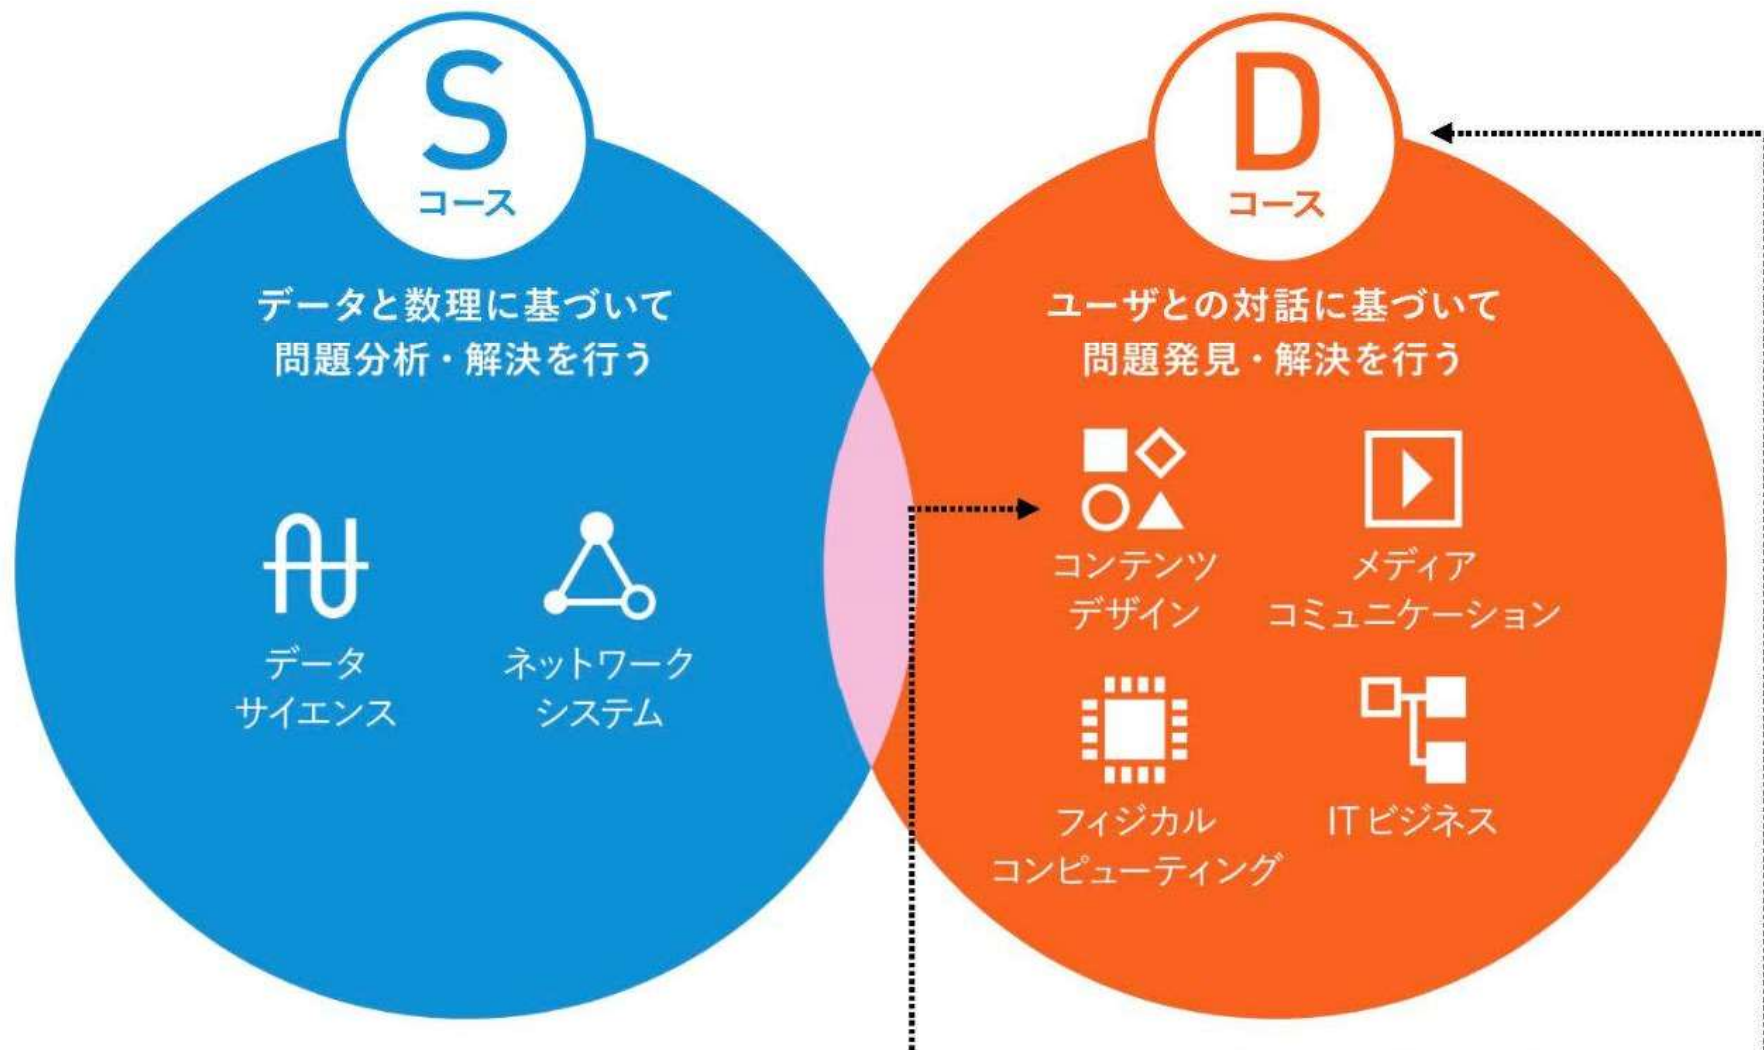 S
コース
データと数理に基づいて
問題分析・解決を行う
データ
サイエンス
ネットワーク
システム
D
コース
ユーザとの対話に基づいて
問題発見・解決を行う
コンテンツ
デザイン
メディア
コミュニケーション
フィジカル
コンピューティング
IT ビジネス